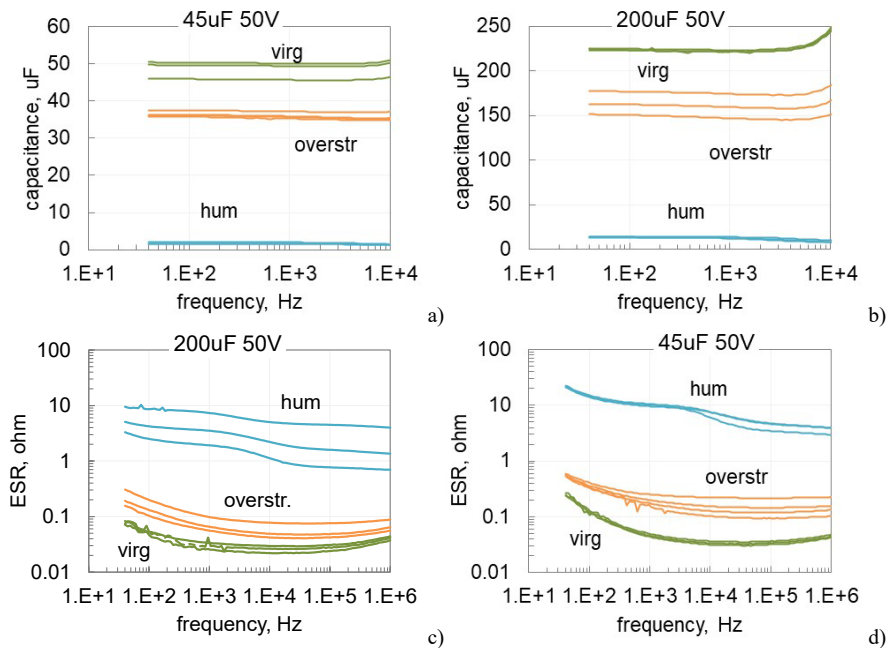 45uF 50V
capacitance, uF
60
50
40
30
20
10
0
virg
overstr
hum
1.E+1 1.E+2 1.E+3 1.E+4
frequency, Hz
a)
200uF 50V
capacitance, uF
250
200
150
100
50
0
virg
overstr
hum
1.E+1 1.E+2 1.E+3 1.E+4
frequency, Hz
b)
200uF 50V
ESR, ohm
100
10
1
0.1
0.01
hum
overstr.
virg
1.E+1 1.E+2 1.E+3 1.E+4 1.E+5 1.E+6
frequency, Hz
c)
45uF 50V
ESR, ohm
100
10
1
0.1
0.01
hum
overstr
virg
1.E+1 1.E+2 1.E+3 1.E+4 1.E+5 1.E+6
frequency, Hz
d)